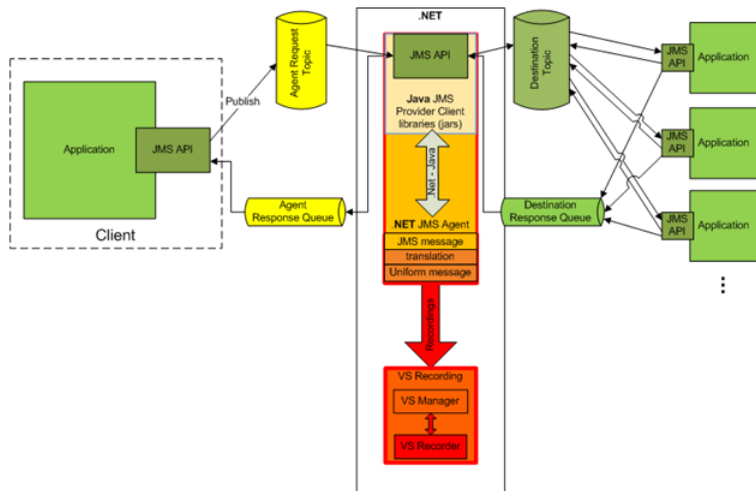 .NET
Agent Request
Topic
JMS API
Destination
Topic
JMS
API
Application
Java JMS
Provider Client
libraries (jars)
Publish
Application
JMS API
JMS
API
Application
Net - Java
Agent
Response Queue
Destination
Response Queue
JMS
API
Application
.NET JMS Agent
Client
JMS message
translation
Uniform message
...
Recordings
VS Recording
VS Manager
VS Recorder